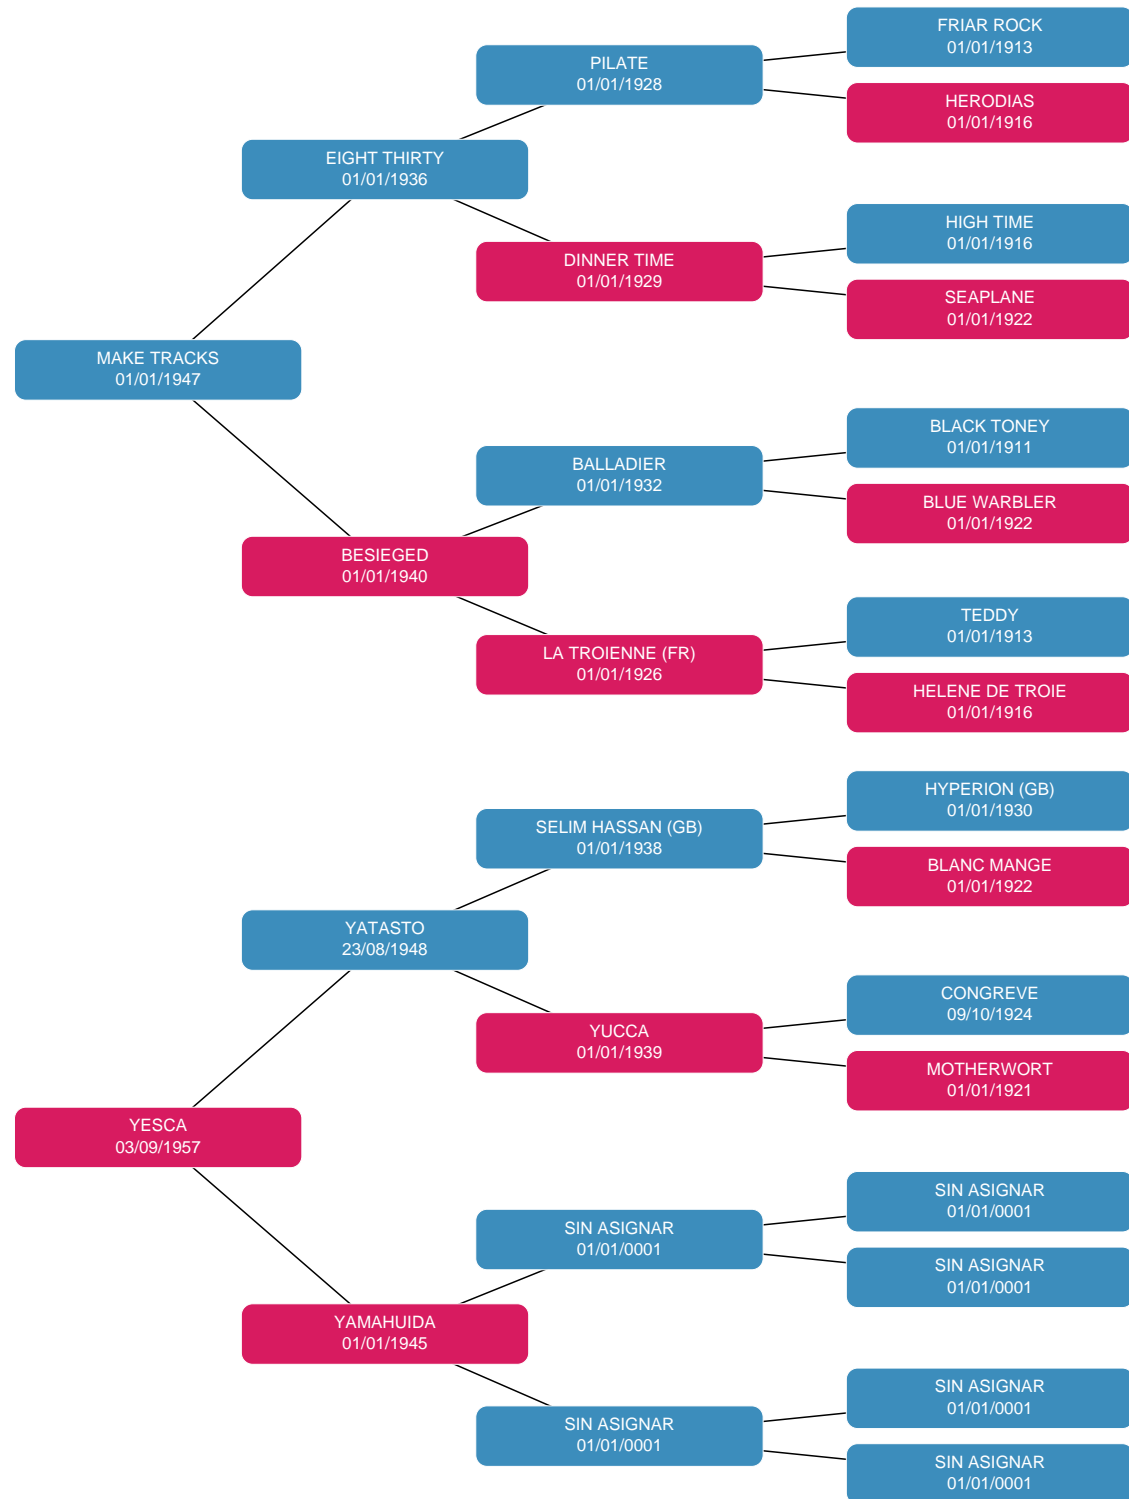 FRIAR ROCK
01/01/1913
PILATE
01/01/1928
HERODIAS
01/01/1916
EIGHT THIRTY
01/01/1936
HIGH TIME
01/01/1916
DINNER TIME
01/01/1929
SEAPLANE
01/01/1922
MAKE TRACKS
01/01/1947
BLACK TONEY
01/01/1911
BALLADIER
01/01/1932
BLUE WARBLER
01/01/1922
BESIEGED
01/01/1940
TEDDY
01/01/1913
LA TROIENNE (FR)
01/01/1926
HELENE DE TROIE
01/01/1916
HYPERION (GB)
01/01/1930
SELIM HASSAN (GB)
01/01/1938
BLANC MANGE
01/01/1922
YATASTO
23/08/1948
CONGREVE
09/10/1924
YUCCA
01/01/1939
MOTHERWORT
01/01/1921
YESCA
03/09/1957
SIN ASIGNAR
01/01/0001
SIN ASIGNAR
01/01/0001
SIN ASIGNAR
01/01/0001
YAMAHUIDA
01/01/1945
SIN ASIGNAR
01/01/0001
SIN ASIGNAR
01/01/0001
SIN ASIGNAR
01/01/0001